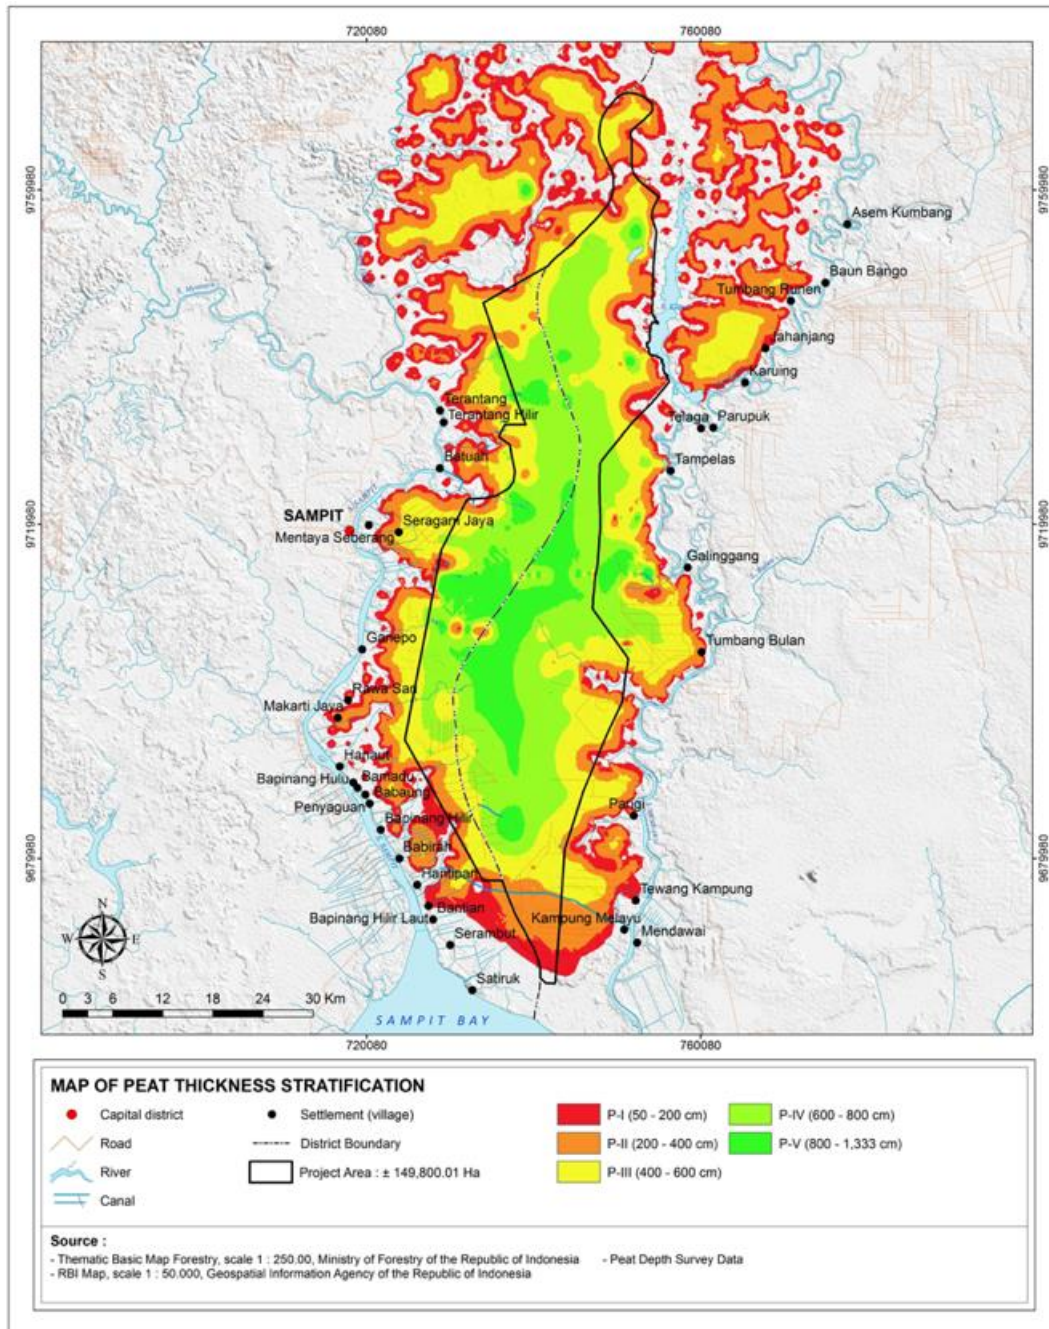 720080
760080
9759980
9759980
Asem Kumbang
Baun Bango
Tumbang Runen
Jahanjang
Karuing
Terantang
Terantang Hilir
Telaga
Parupuk
Batuah
Tampelas
S. SAMPIT
SAMPIT
Seragam Jaya
Mentaya Seberang
9719980
9719980
Galinggang
Ganepo
Tumbang Bulan
Rawa Sari
Makarti Jaya
Hanaut
Bapinang Hulu
Bamadu
Babaung
Penyaguan
Bapinang Hilir
Pangi
Babirah
9679980
9679980
Hantipan
Tewang Kampung
Bantian
Bapinang Hilir Laut
Kampung Melayu
Serambut
Mendawai
N
W
E
S
Satiruk
0 3 6 12 18 24 30 Km
SAMPIT BAY
720080
760080
MAP OF PEAT THICKNESS STRATIFICATION
Capital district
Settlement (village)
P-I (50 - 200 cm)
P-IV (600 - 800 cm)
Road
District Boundary
P-II (200 - 400 cm)
P-V (800 - 1,333 cm)
River
Project Area : ± 149,800.01 Ha
P-III (400 - 600 cm)
Canal
Source :
- Thematic Basic Map Forestry, scale 1 : 250.00, Ministry of Forestry of the Republic of Indonesia
- Peat Depth Survey Data
- RBI Map, scale 1 : 50.000, Geospatial Information Agency of the Republic of Indonesia